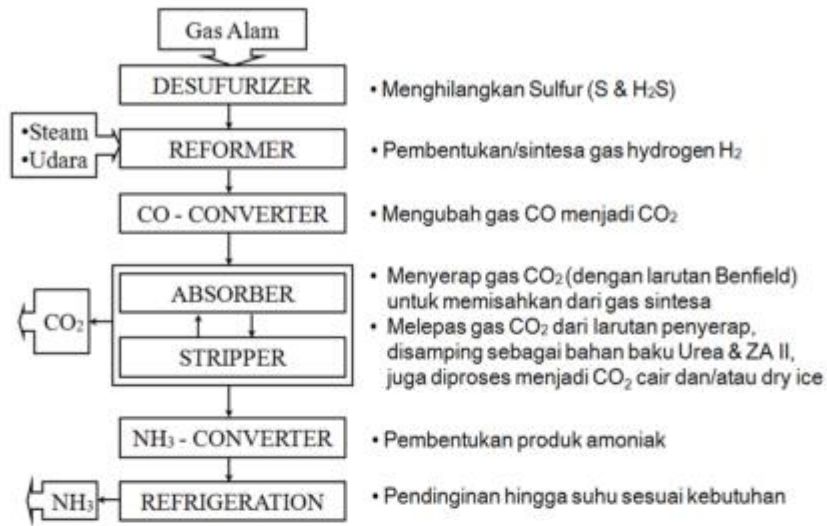 Gas Alam
DESUFURIZER
• Menghilangkan Sulfur (S & H₂S)
•Steam
•Udara
REFORMER
• Pembentukan/sintesa gas hydrogen H₂
CO - CONVERTER
• Mengubah gas CO menjadi CO₂
CO₂
ABSORBER
STRIPPER
• Menyerap gas CO₂ (dengan larutan Benfield)
untuk memisahkan dari gas sintesa
• Melepas gas CO₂ dari larutan penyerap,
disamping sebagai bahan baku Urea & ZA II,
juga diproses menjadi CO₂ cair dan/atau dry ice
NH₃ - CONVERTER
• Pembentukan produk amoniak
NH₃
REFRIGERATION
• Pendinginan hingga suhu sesuai kebutuhan